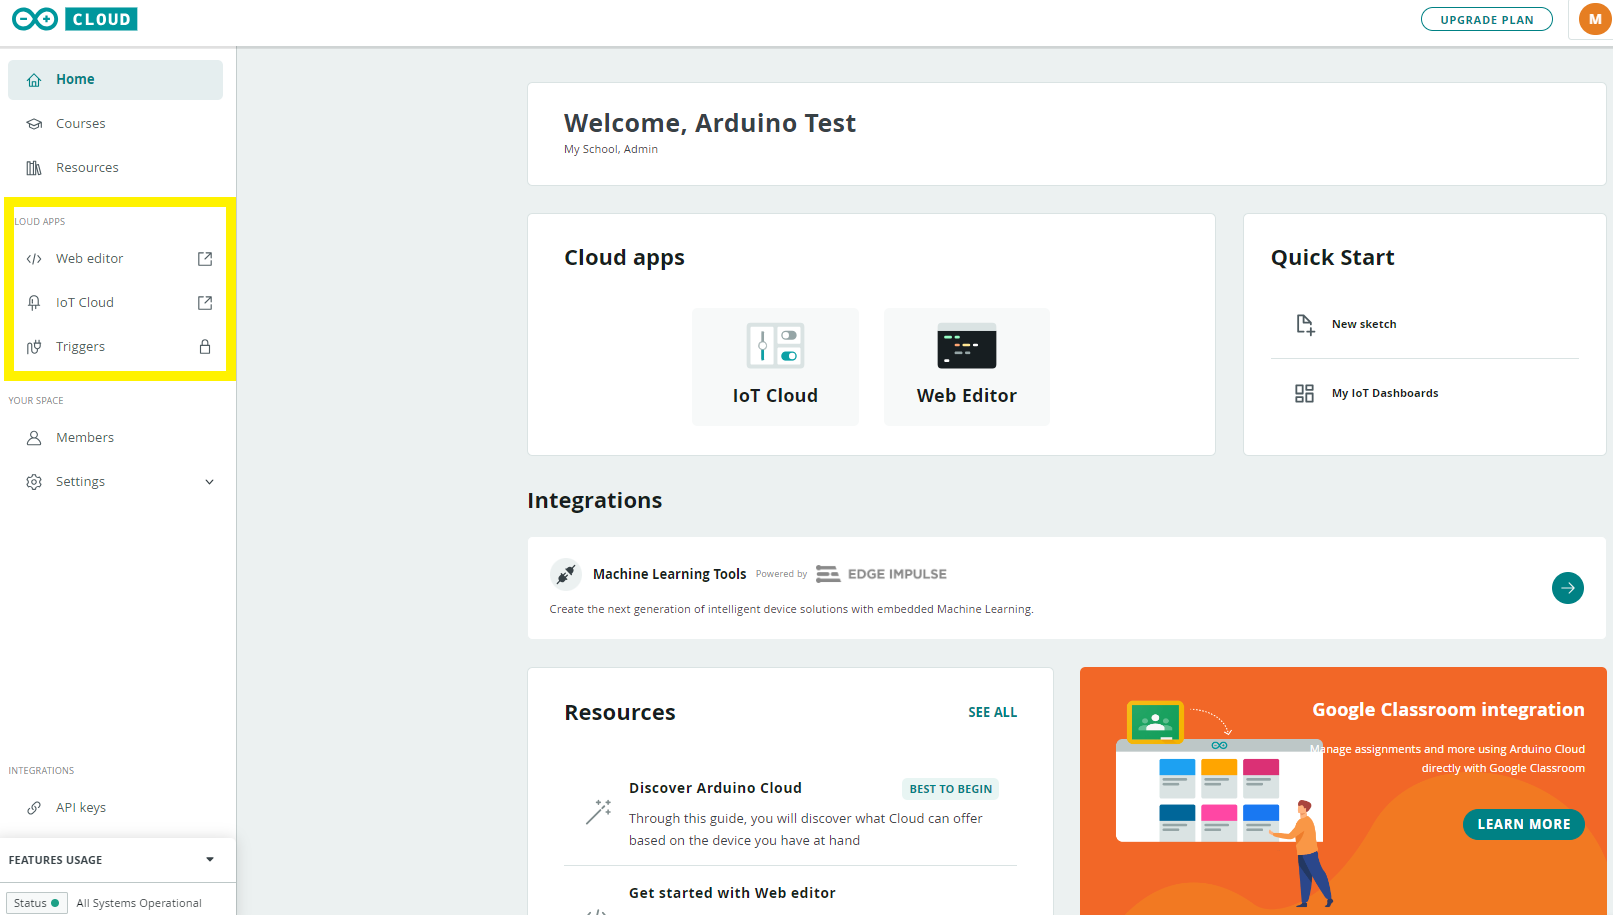 CLOUD
UPGRADE PLAN
M
Home
Courses
Resources
LOUD APPS
Web editor
IoT Cloud
Triggers
YOUR SPACE
Members
Settings
INTEGRATIONS
API keys
FEATURES USAGE
Status
All Systems Operational
Welcome, Arduino Test
My School, Admin
Cloud apps
IoT Cloud
Web Editor
Quick Start
New sketch
My IoT Dashboards
Integrations
Machine Learning Tools Powered by EDGE IMPULSE
Create the next generation of intelligent device solutions with embedded Machine Learning.
Resources
SEE ALL
Discover Arduino Cloud
BEST TO BEGIN
Through this guide, you will discover what Cloud can offer
based on the device you have at hand
Get started with Web editor
Google Classroom integration
Manage assignments and more using Arduino Cloud
directly with Google Classroom
LEARN MORE